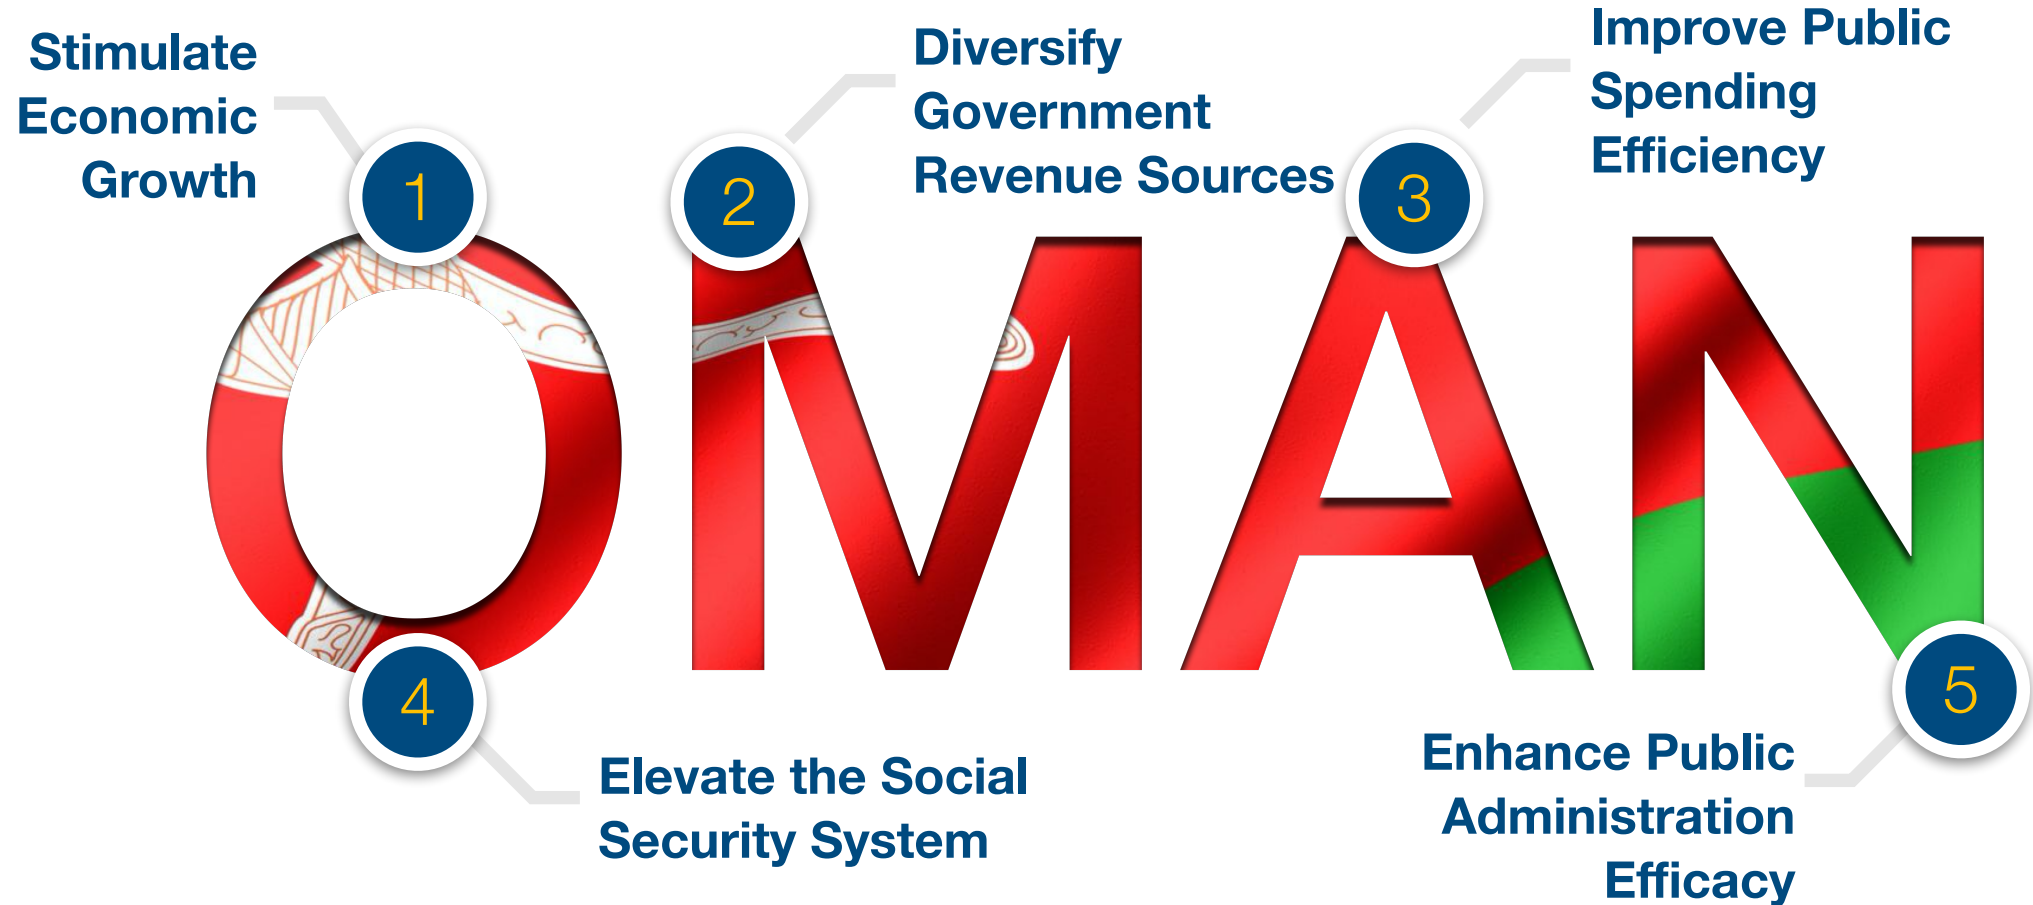 Stimulate
Economic
Growth
1
Diversify
Government
Revenue Sources
2
Improve Public
Spending
Efficiency
3
OMAN
4
Elevate the Social
Security System
5
Enhance Public
Administration
Efficacy